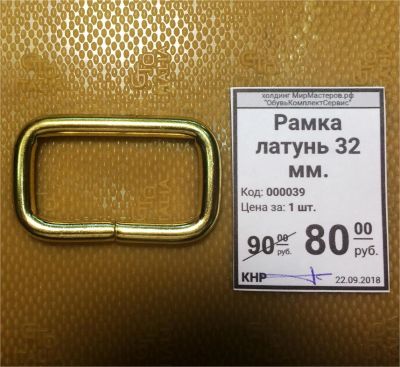 холдинг МирМастеров.рф
"ОбувьКомплектСервис"
Рамка
латунь 32
мм.
Код: 000039
Цена за: 1 шт.
90 00 руб. 80 00 руб.
КНР
22.09.2018